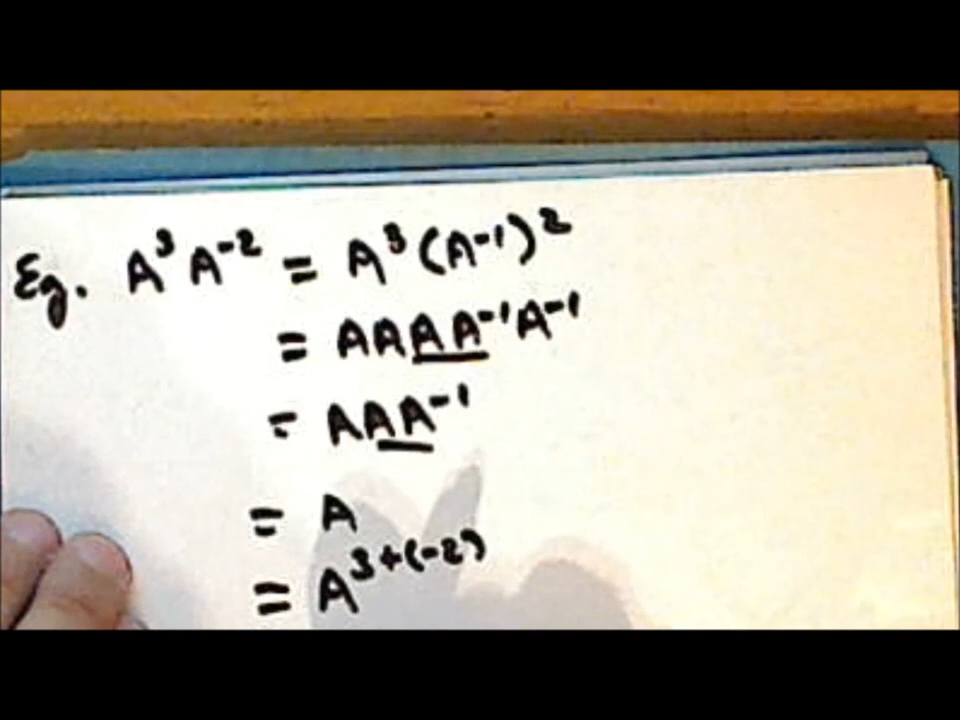 Eg. A³A⁻² = A³(A⁻¹)²
= AAAA⁻¹A⁻¹
= AAA⁻¹
= A
= A³⁺⁽⁻²⁾